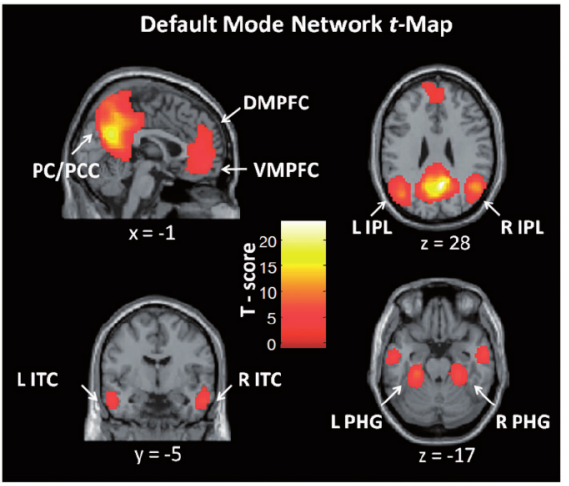 Default Mode Network t-Map
DMPFC
PC/PCC
VMPFC
x = -1
L IPL
R IPL
z = 28
T - score
20
15
10
5
0
L ITC
R ITC
y = -5
L PHG
R PHG
z = -17